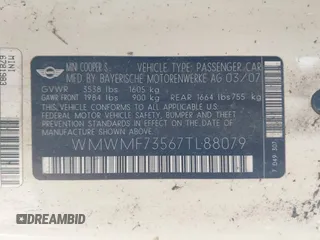 MINI COOPER S VEHICLE TYPE: PASSENGER CAR
MFD BY BAYERISCHE MOTORENWERKE AG 03/07
GVWR 3538 lbs 1605 kg
GAWR FRONT 1984 lbs 900 kg REAR 1664 lbs 755 kg
THIS VEHICLE CONFORMS TO ALL APPLICABLE
FEDERAL MOTOR VEHICLE SAFETY, BUMPER,
AND THEFT PREVENTION STANDARDS IN EFFECT
ON THE DATE OF MANUFACTURE SHOWN ABOVE.
WMWMF73567TL88079
MINI
DREAMBID